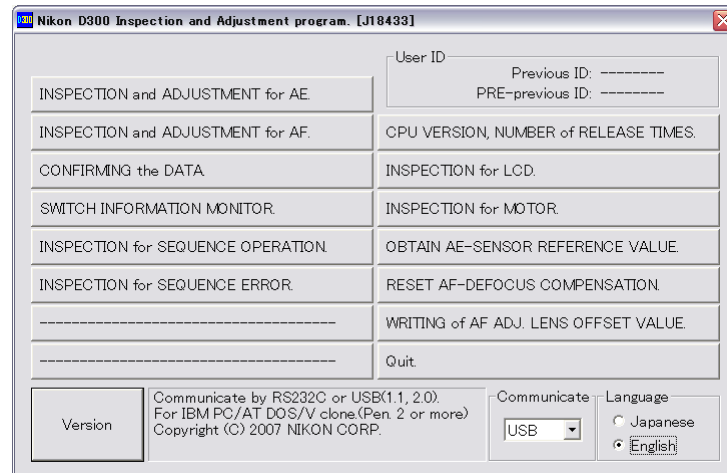 D300 Nikon D300 Inspection and Adjustment program. [J18433]
User ID
Previous ID: --------
PRE-previous ID: --------
INSPECTION and ADJUSTMENT for AE.
INSPECTION and ADJUSTMENT for AF.
CPU VERSION, NUMBER of RELEASE TIMES.
CONFIRMING the DATA.
INSPECTION for LCD.
SWITCH INFORMATION MONITOR.
INSPECTION for MOTOR.
INSPECTION for SEQUENCE OPERATION.
OBTAIN AE-SENSOR REFERENCE VALUE.
INSPECTION for SEQUENCE ERROR.
RESET AF-DEFOCUS COMPENSATION.
------------------------------------
WRITING of AF ADJ. LENS OFFSET VALUE.
------------------------------------
Quit.
Version
Communicate by RS232C or USB(1.1, 2.0).
For IBM PC/AT DOS/V clone.(Pen. 2 or more)
Copyright (C) 2007 NIKON CORP.
Communicate
USB
Language
Japanese
English